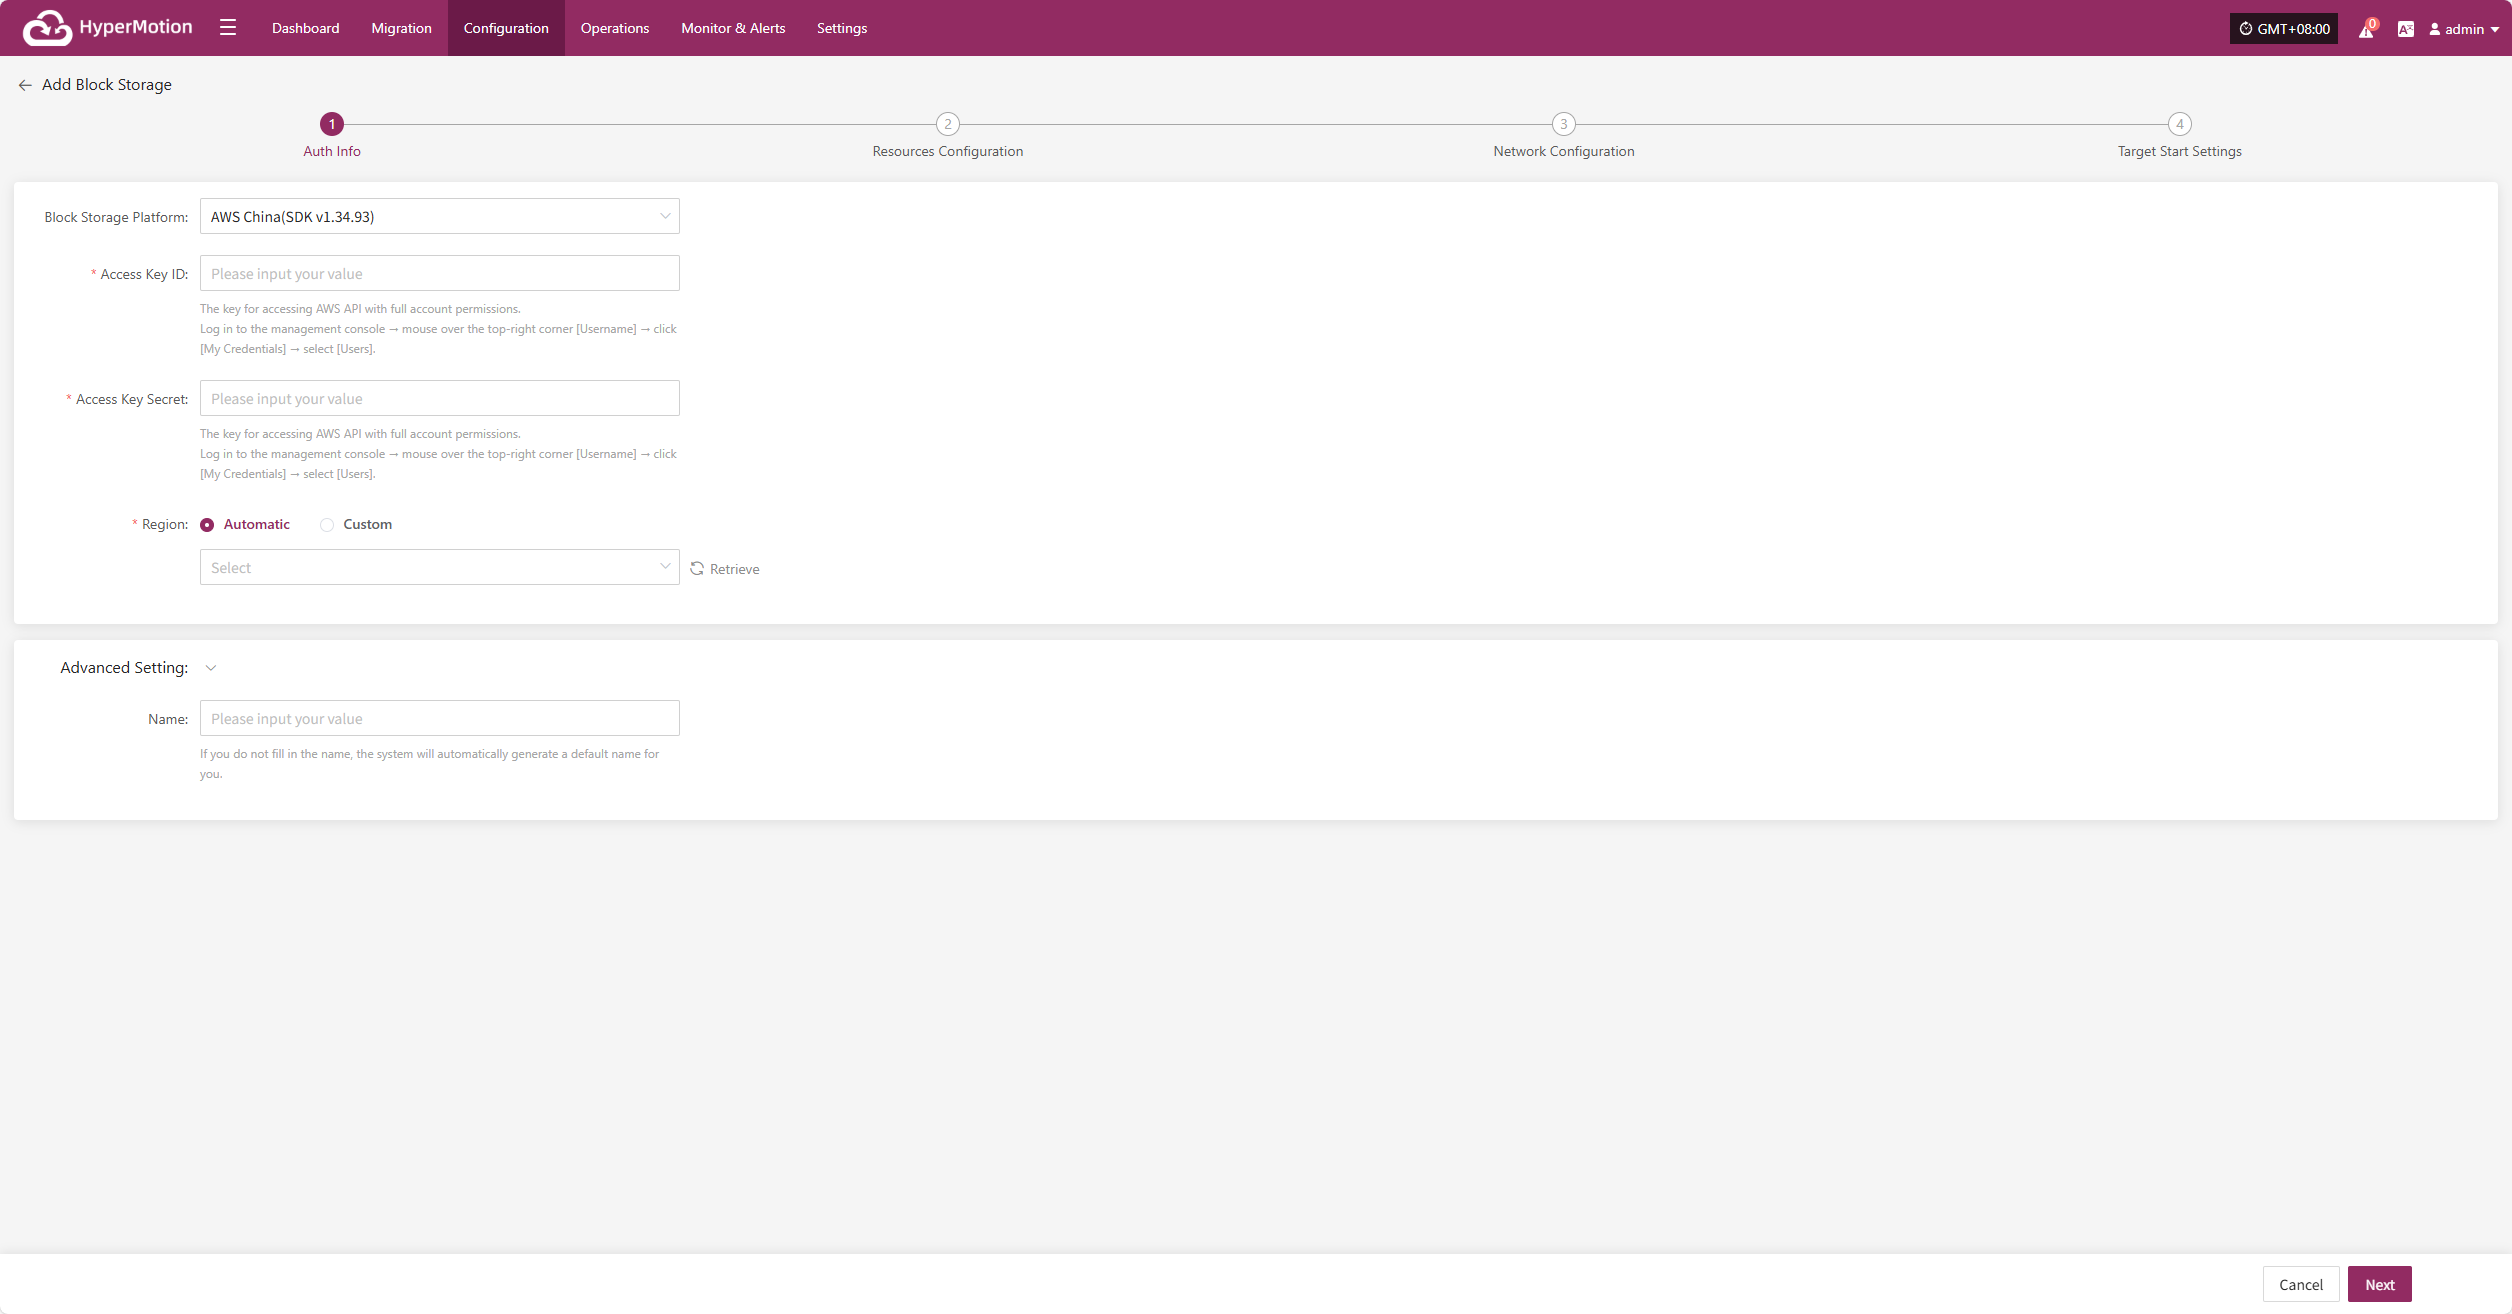 HyperMotion
Dashboard
Migration
Configuration
Operations
Monitor & Alerts
Settings
GMT+08:00
0
admin
Add Block Storage
1
2
3
4
Auth Info
Resources Configuration
Network Configuration
Target Start Settings
Block Storage Platform:
AWS China(SDK v1.34.93)
* Access Key ID:
Please input your value
The key for accessing AWS API with full account permissions.
Log in to the management console → mouse over the top-right corner [Username] → click
[My Credentials] → select [Users].
* Access Key Secret:
Please input your value
The key for accessing AWS API with full account permissions.
Log in to the management console → mouse over the top-right corner [Username] → click
[My Credentials] → select [Users].
* Region:
Automatic
Custom
Select
Retrieve
Advanced Setting:
Name:
Please input your value
If you do not fill in the name, the system will automatically generate a default name for
you.
Cancel
Next